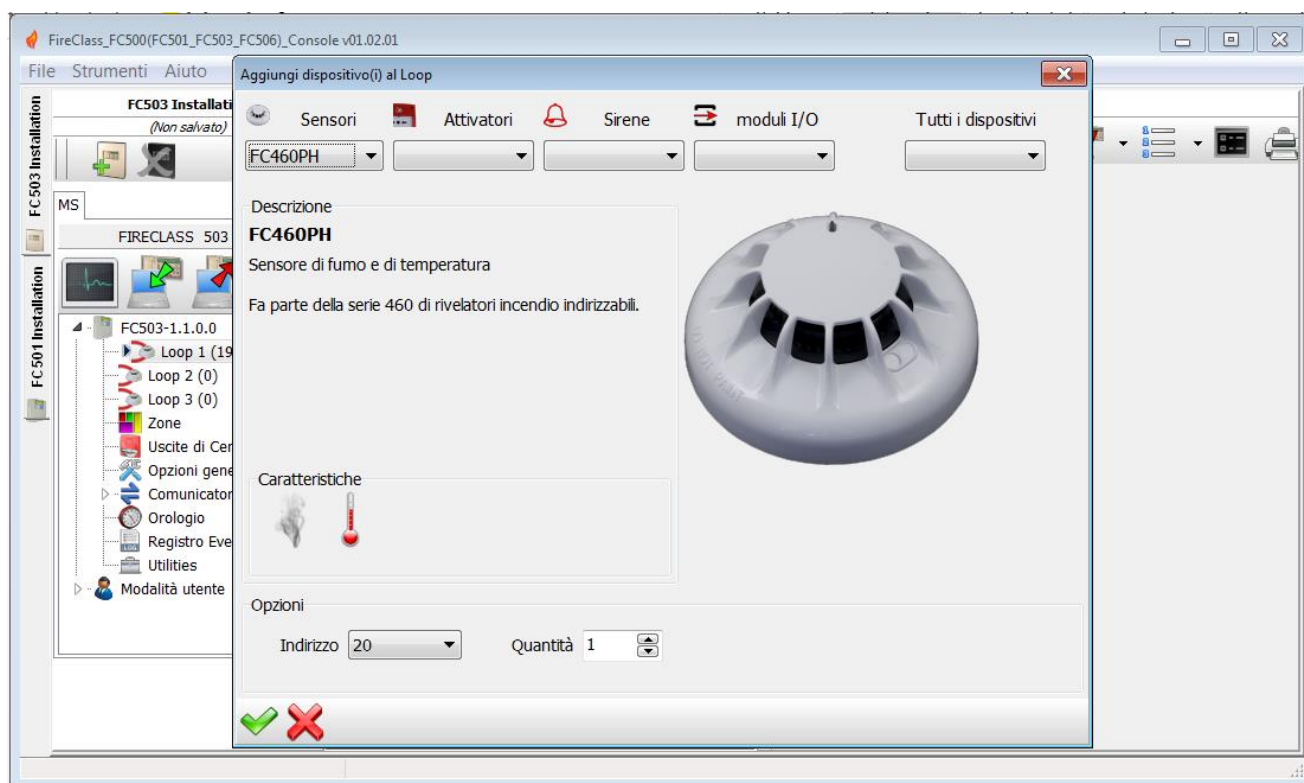 FireClass_FC500(FC501_FC503_FC506)_Console v01.02.01
File Strumenti Aiuto
FC503 Installation
FC501 Installation
FC503 Installati
(Non salvato)
MS
FIRECLASS 503
FC503-1.1.0.0
Loop 1 (19
Loop 2 (0)
Loop 3 (0)
Zone
Uscite di Cer
Opzioni gene
Comunicator
Orologio
Registro Eve
Utilities
Modalità utente
Aggiungi dispositivo(i) al Loop
Sensori Attivatori Sirene moduli I/O Tutti i dispositivi
FC460PH
Descrizione
FC460PH
Sensore di fumo e di temperatura
Fa parte della serie 460 di rivelatori incendio indirizzabili.
Caratteristiche
Opzioni
Indirizzo 20 Quantità 1